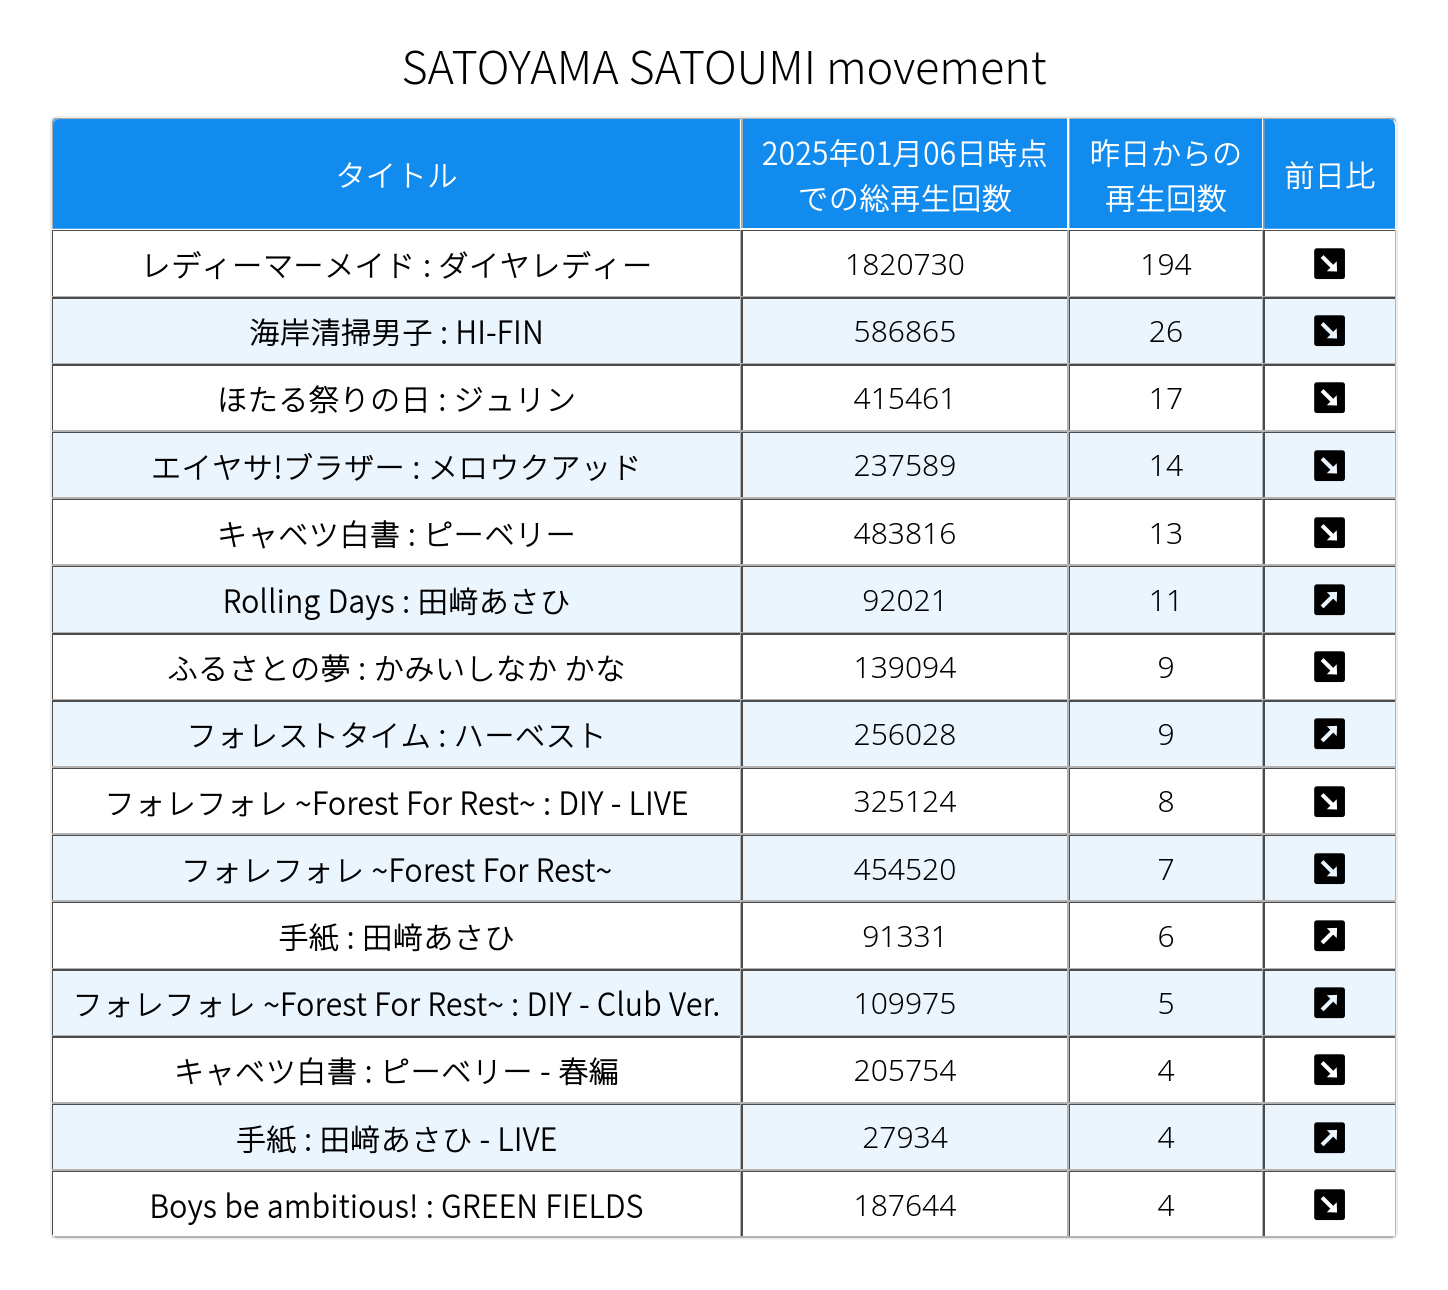 SATOYAMA SATOUMI movement
タイトル
2025年01月06日時点
での総再生回数
昨日からの
再生回数
前日比
レディーマーメイド : ダイヤレディー 1820730 194 ↘
海岸清掃男子 : HI-FIN 586865 26 ↘
ほたる祭りの日 : ジュリン 415461 17 ↘
エイヤサ!ブラザー : メロウクアッド 237589 14 ↘
キャベツ白書 : ピーベリー 483816 13 ↘
Rolling Days : 田﨑あさひ 92021 11 ↗
ふるさとの夢 : かみいしなか かな 139094 9 ↘
フォレストタイム : ハーベスト 256028 9 ↗
フォレフォレ ~Forest For Rest~ : DIY - LIVE 325124 8 ↘
フォレフォレ ~Forest For Rest~ 454520 7 ↘
手紙 : 田﨑あさひ 91331 6 ↗
フォレフォレ ~Forest For Rest~ : DIY - Club Ver. 109975 5 ↗
キャベツ白書 : ピーベリー - 春編 205754 4 ↘
手紙 : 田﨑あさひ - LIVE 27934 4 ↗
Boys be ambitious! : GREEN FIELDS 187644 4 ↘